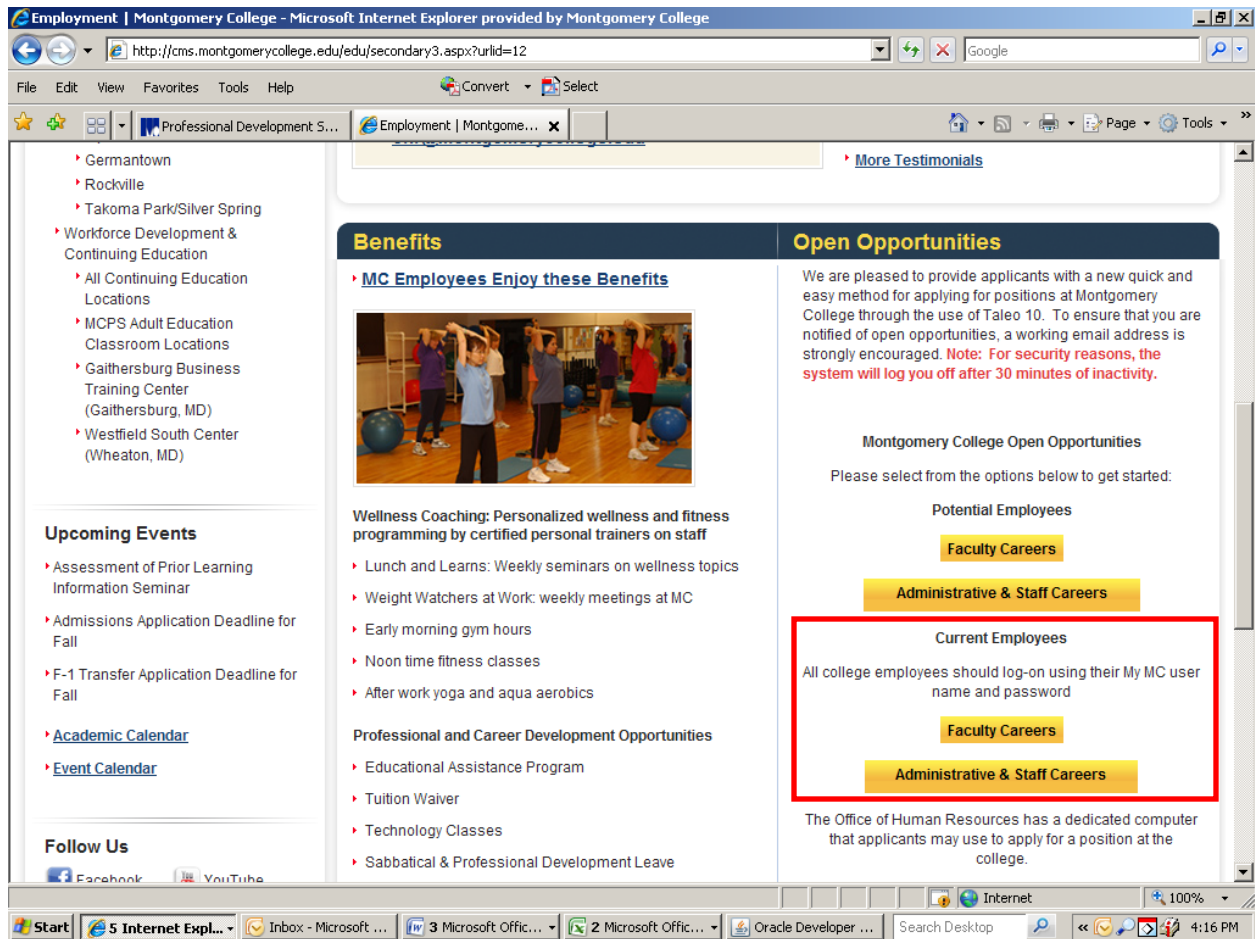 Employment | Montgomery College - Microsoft Internet Explorer provided by Montgomery College
http://cms.montgomerycollege.edu/edu/secondary3.aspx?urlid=12
Google
File Edit View Favorites Tools Help
Convert Select
Professional Development S...
Employment | Montgome...
Page Tools
Germantown
Rockville
Takoma Park/Silver Spring
Workforce Development &
Continuing Education
All Continuing Education
Locations
MCPS Adult Education
Classroom Locations
Gaithersburg Business
Training Center
(Gaithersburg, MD)
Westfield South Center
(Wheaton, MD)
Upcoming Events
Assessment of Prior Learning
Information Seminar
Admissions Application Deadline for
Fall
F-1 Transfer Application Deadline for
Fall
Academic Calendar
Event Calendar
Follow Us
Facebook YouTube
More Testimonials
Benefits
MC Employees Enjoy these Benefits
Wellness Coaching: Personalized wellness and fitness
programming by certified personal trainers on staff
Lunch and Learns: Weekly seminars on wellness topics
Weight Watchers at Work: weekly meetings at MC
Early morning gym hours
Noon time fitness classes
After work yoga and aqua aerobics
Professional and Career Development Opportunities
Educational Assistance Program
Tuition Waiver
Technology Classes
Sabbatical & Professional Development Leave
Open Opportunities
We are pleased to provide applicants with a new quick and
easy method for applying for positions at Montgomery
College through the use of Taleo 10. To ensure that you are
notified of open opportunities, a working email address is
strongly encouraged. Note: For security reasons, the
system will log you off after 30 minutes of inactivity.
Montgomery College Open Opportunities
Please select from the options below to get started:
Potential Employees
Faculty Careers
Administrative & Staff Careers
Current Employees
All college employees should log-on using their My MC user
name and password
Faculty Careers
Administrative & Staff Careers
The Office of Human Resources has a dedicated computer
that applicants may use to apply for a position at the
college.
Internet
100%
Start
5 Internet Expl...
Inbox - Microsoft ...
3 Microsoft Offic...
2 Microsoft Offic...
Oracle Developer ...
Search Desktop
4:16 PM